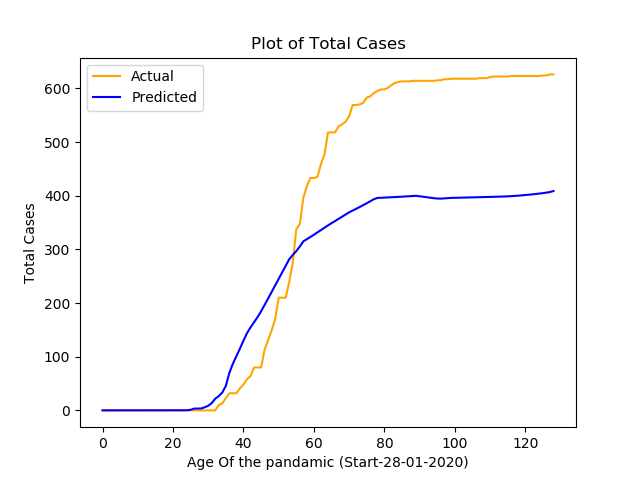 Plot of Total Cases
Actual
Predicted
Total Cases
600
500
400
300
200
100
0
0 20 40 60 80 100 120
Age Of the pandamic (Start-28-01-2020)